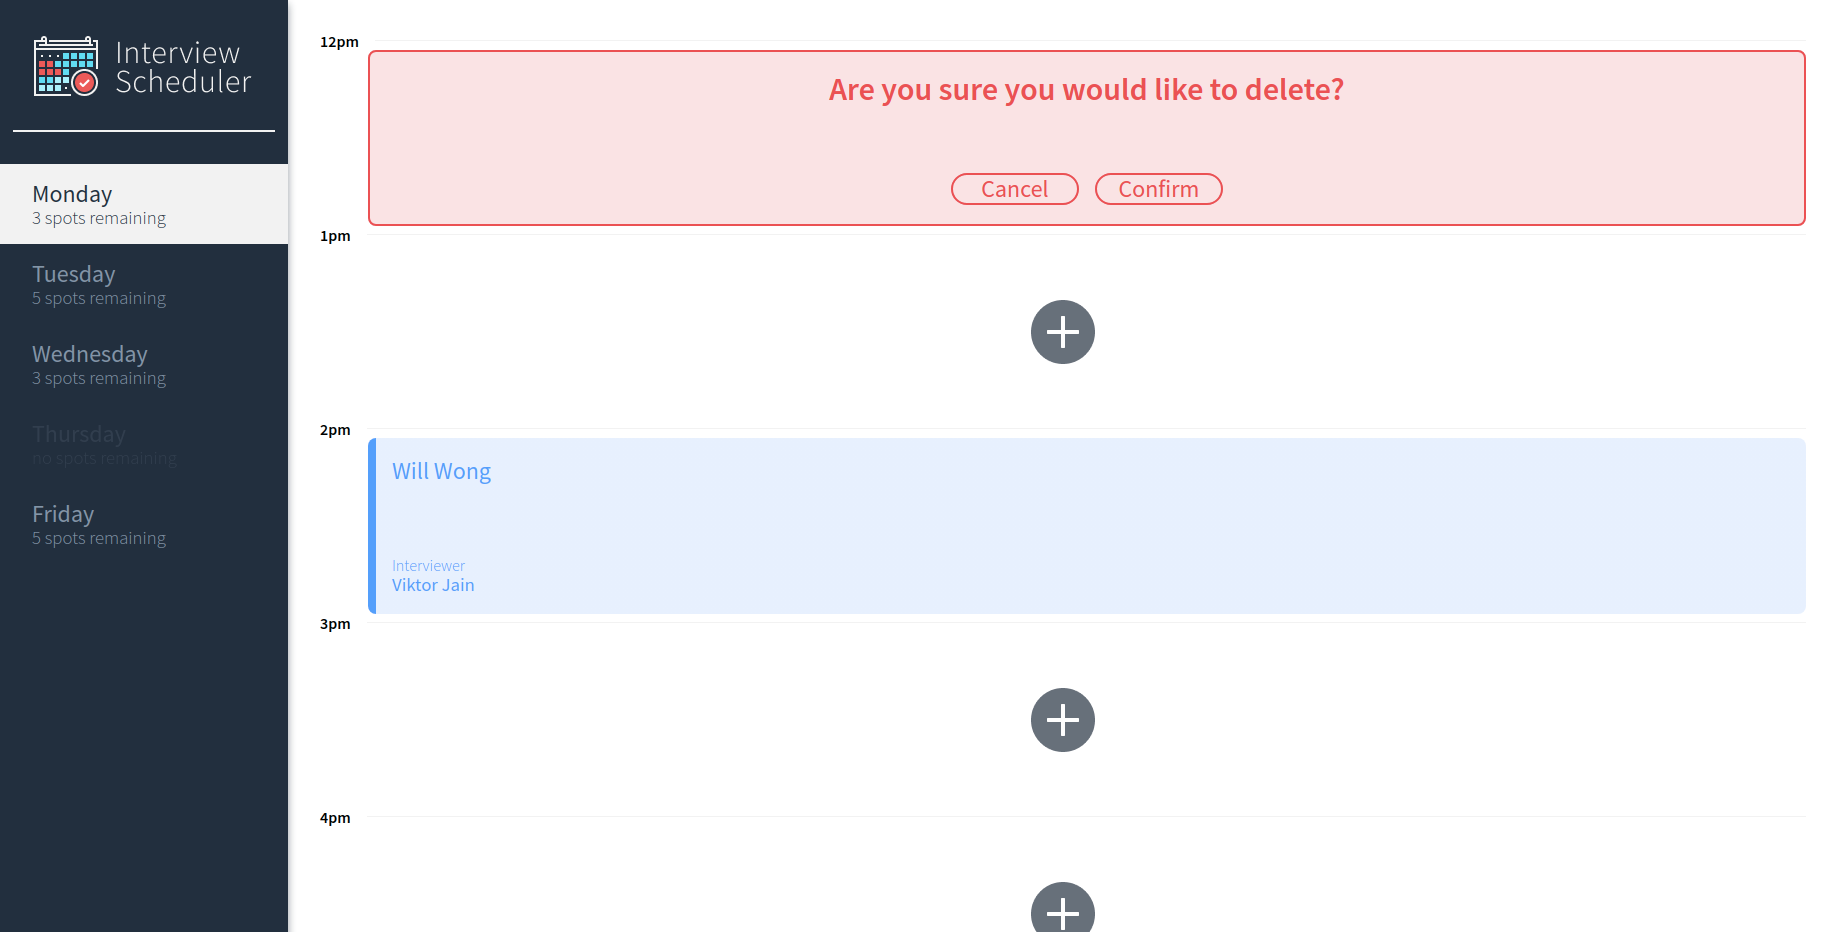 Interview
Scheduler
Monday
3 spots remaining
Tuesday
5 spots remaining
Wednesday
3 spots remaining
Thursday
no spots remaining
Friday
5 spots remaining
12pm
Are you sure you would like to delete?
Cancel Confirm
1pm
2pm
Will Wong
Interviewer
Viktor Jain
3pm
4pm